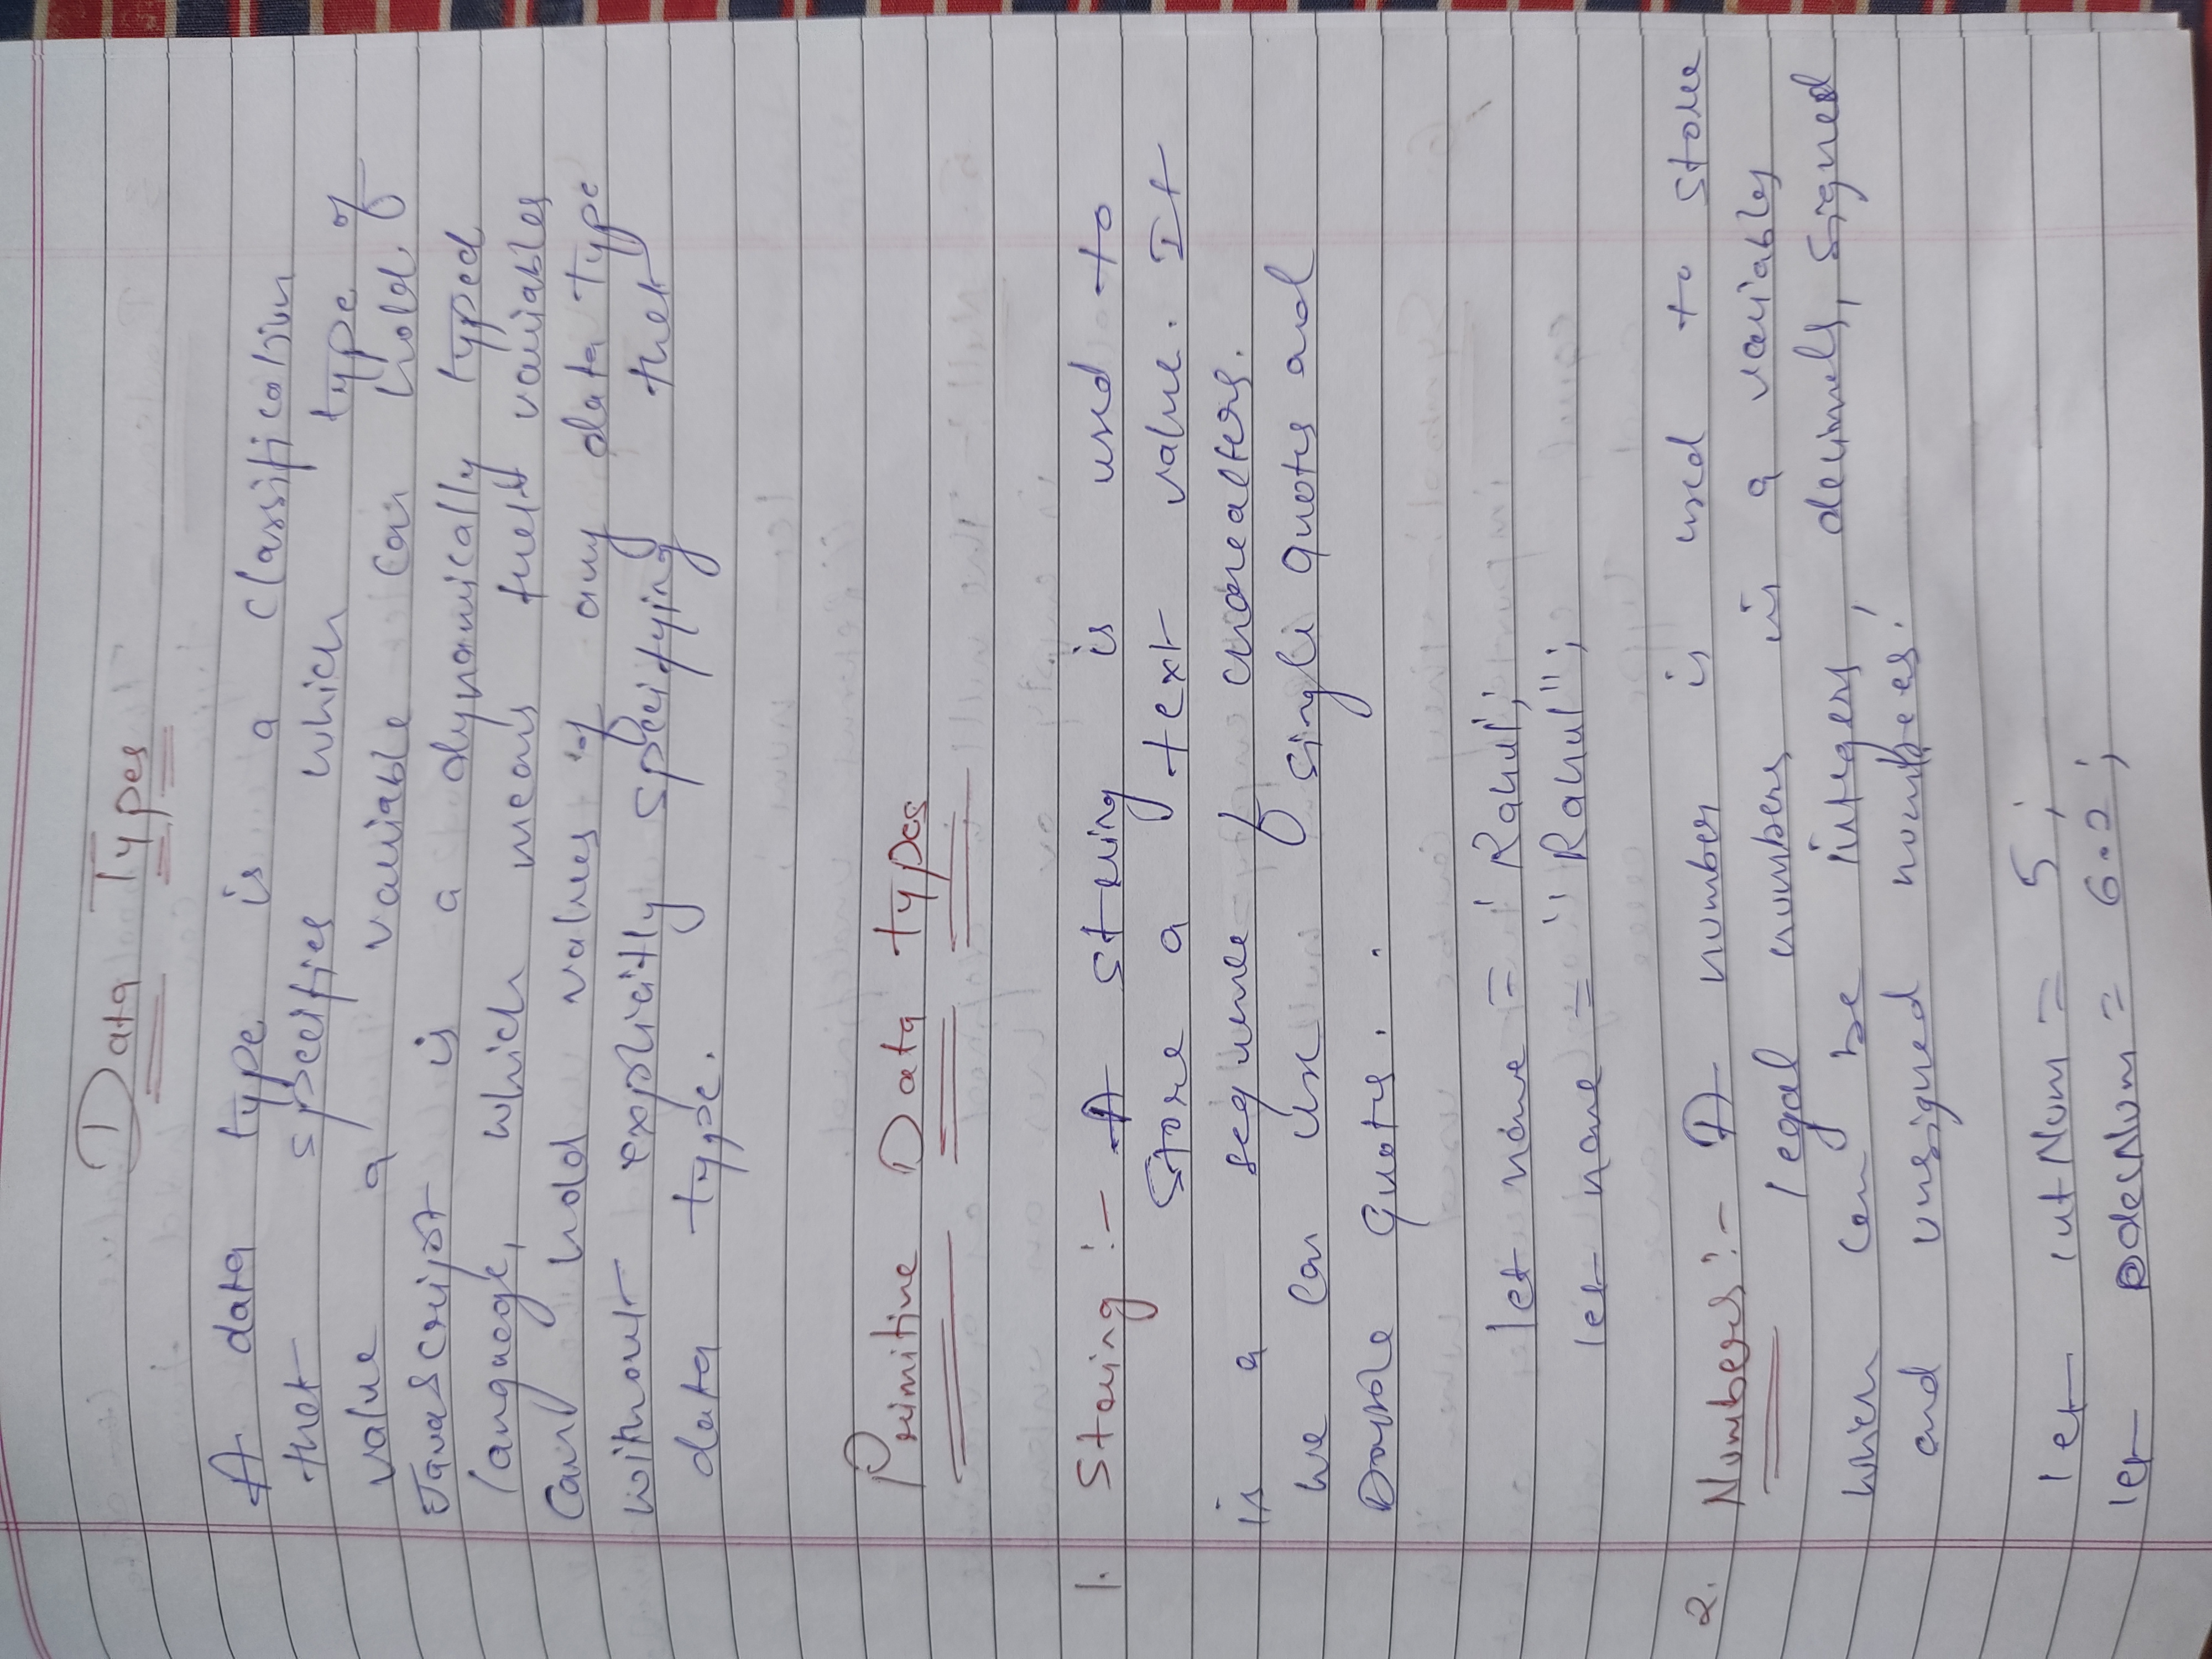 Data Types
A data type is a classification
that specifies which type of
value a variable can hold.
JavaScript is a dynamically typed
language, which means that variables
can hold values of any data type
without explicitly specifying that
data type.
Primitive Data types
1. String :- A string is used to
store a text value. It
is a sequence of charealters.
we can use single quotes and
Double quotes.
let name = 'Rahul';
let name = "Rahul";
2. Numbers :- A number is used to store
legal numbers in a variables
which can be integers, decimals, signed
and unsigned numbers.
let intNum = 5;
let decNum = 6.2;